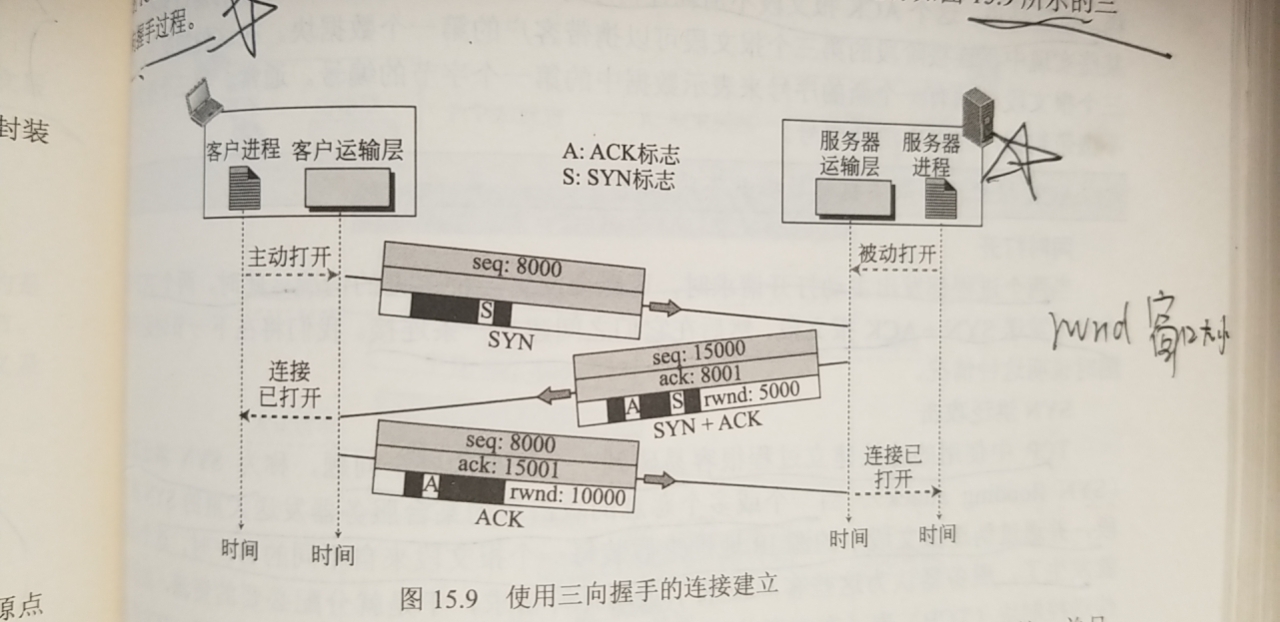 图 15.9 所示的三
握手过程。
封装
客户进程 客户运输层
A: ACK标志
S: SYN标志
服务器
运输层
服务器
进程
主动打开
被动打开
seq: 8000
S
SYN
seq: 15000
ack: 8001
A S rwnd: 5000
SYN + ACK
连接
已打开
seq: 8000
ack: 15001
A rwnd: 10000
ACK
连接已
打开
时间
时间
时间
时间
rwnd 窗
口大小
图 15.9 使用三向握手的连接建立
原点